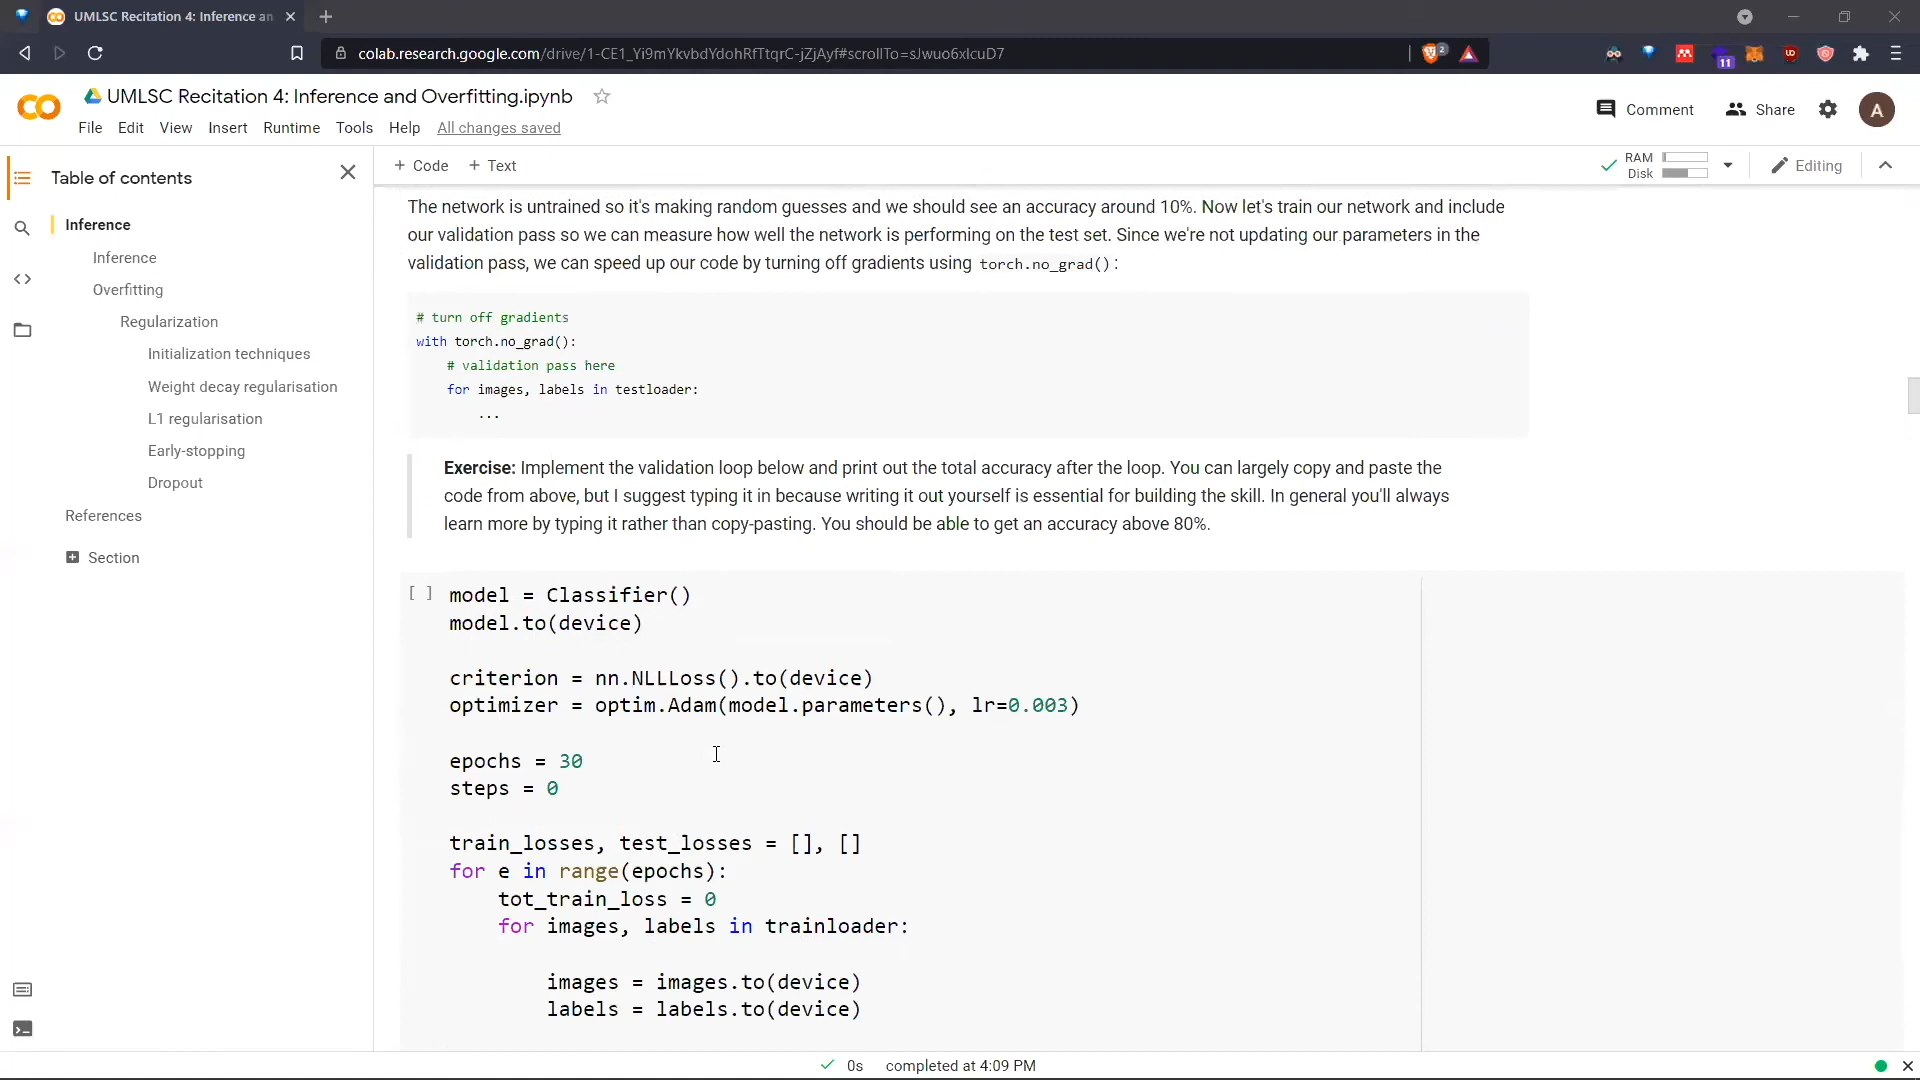 UMLSC Recitation 4: Inference an
colab.research.google.com/drive/1-CE1_Yi9mYkvbdYdohRfTtqrC-jZjAyf#scrollTo=sJwuo6xIcuD7
2
11
UMLSC Recitation 4: Inference and Overfitting.ipynb
File Edit View Insert Runtime Tools Help All changes saved
Comment Share A
Table of contents
+ Code + Text
RAM
Disk
Editing
Inference
Inference
Overfitting
Regularization
Initialization techniques
Weight decay regularisation
L1 regularisation
Early-stopping
Dropout
References
Section
The network is untrained so it's making random guesses and we should see an accuracy around 10%. Now let's train our network and include
our validation pass so we can measure how well the network is performing on the test set. Since we're not updating our parameters in the
validation pass, we can speed up our code by turning off gradients using torch.no_grad() :
# turn off gradients
with torch.no_grad():
    # validation pass here
    for images, labels in testloader:
        ...
Exercise: Implement the validation loop below and print out the total accuracy after the loop. You can largely copy and paste the
code from above, but I suggest typing it in because writing it out yourself is essential for building the skill. In general you'll always
learn more by typing it rather than copy-pasting. You should be able to get an accuracy above 80%.
[ ] model = Classifier()
model.to(device)
criterion = nn.NLLLoss().to(device)
optimizer = optim.Adam(model.parameters(), lr=0.003)
epochs = 30
steps = 0
train_losses, test_losses = [], []
for e in range(epochs):
    tot_train_loss = 0
    for images, labels in trainloader:
        images = images.to(device)
        labels = labels.to(device)
0s completed at 4:09 PM